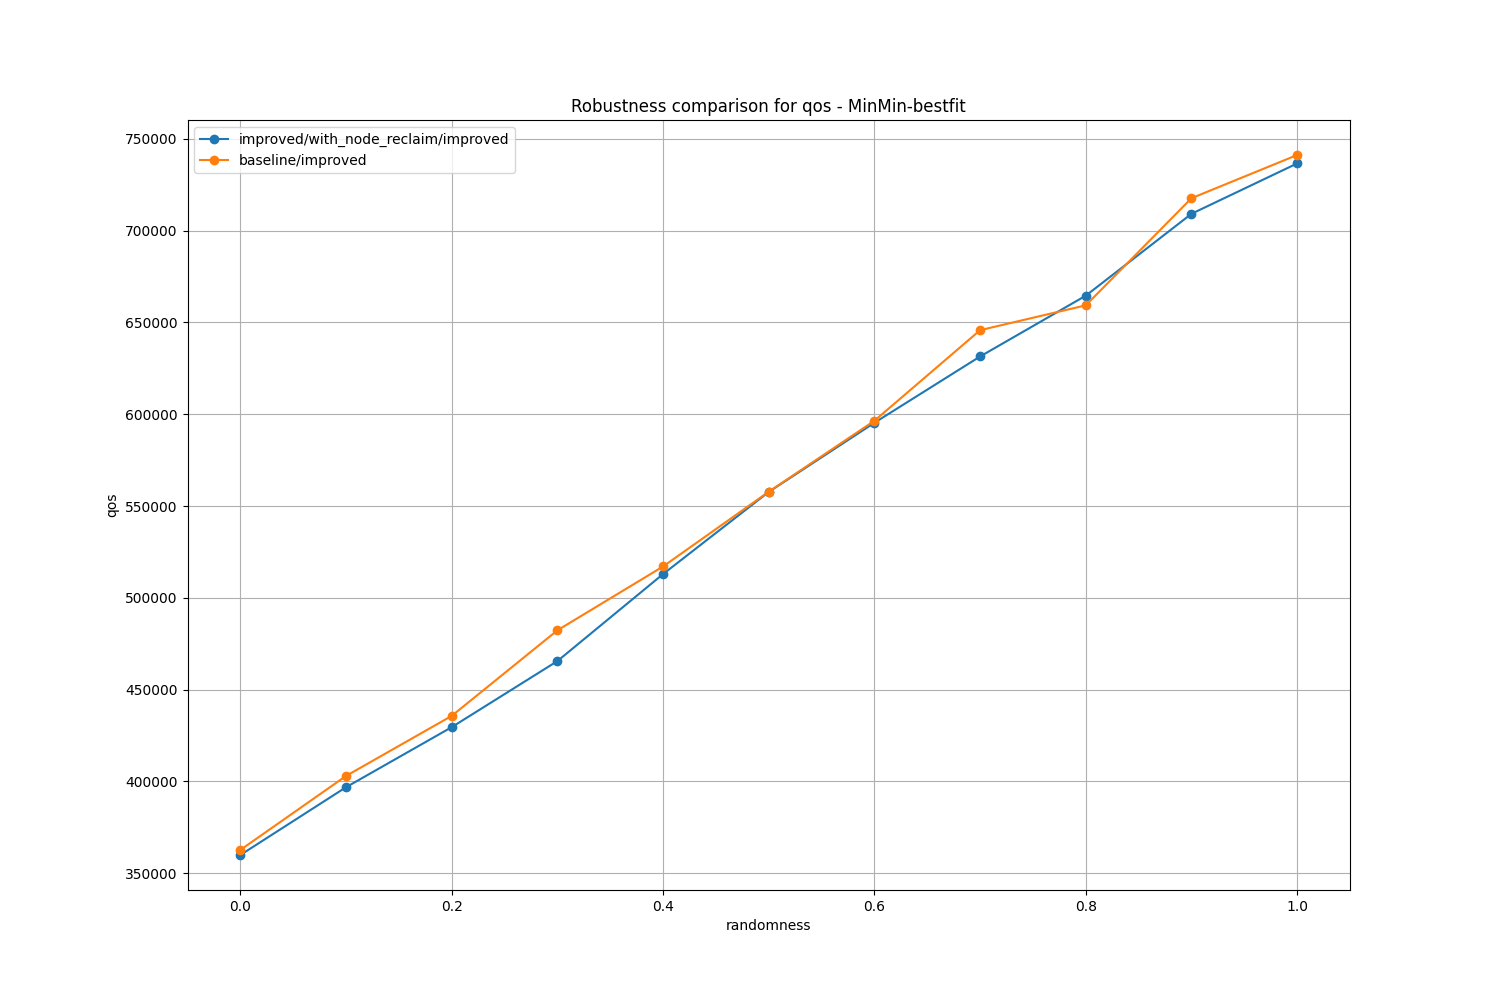 Robustness comparison for qos - MinMin-bestfit
improved/with_node_reclaim/improved
baseline/improved
750000
700000
650000
600000
550000
500000
450000
400000
350000
qos
0.0 0.2 0.4 0.6 0.8 1.0
randomness